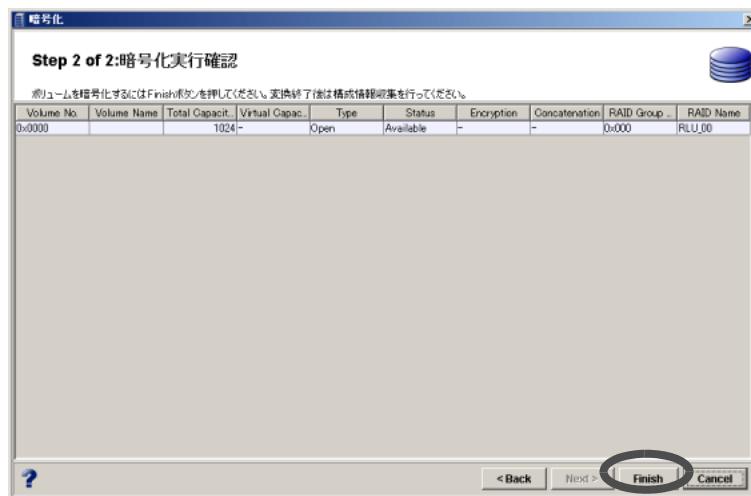 暗号化
Step 2 of 2:暗号化実行確認
ボリュームを暗号化するにはFinishボタンを押してください。変換終了後は構成情報収集を行ってください。
Volume No. Volume Name Total Capacit.. Virtual Capac.. Type Status Encryption Concatenation RAID Group .. RAID Name
0x0000 1024 - Open Available - - 0x000 RLU_00
? < Back Next > Finish Cancel